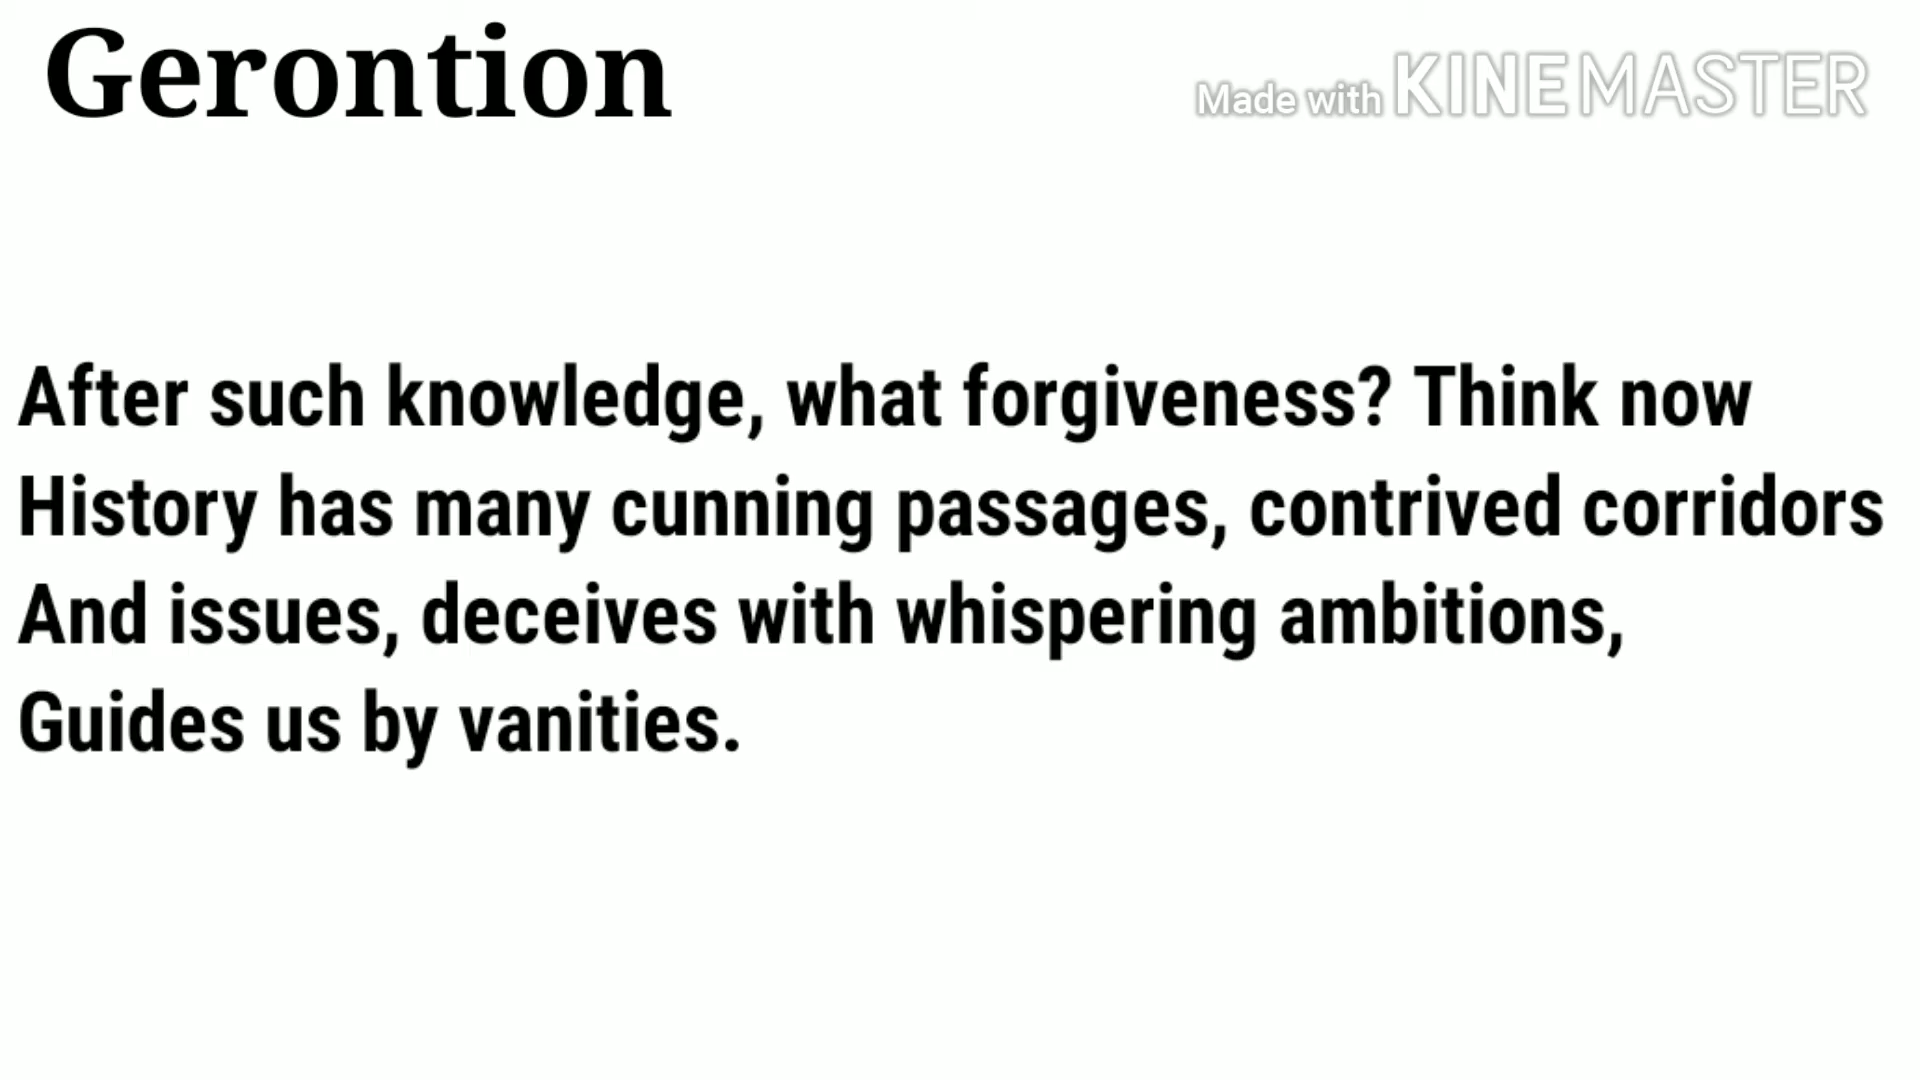 Gerontion
Made with KINEMASTER
After such knowledge, what forgiveness? Think now
History has many cunning passages, contrived corridors
And issues, deceives with whispering ambitions,
Guides us by vanities.